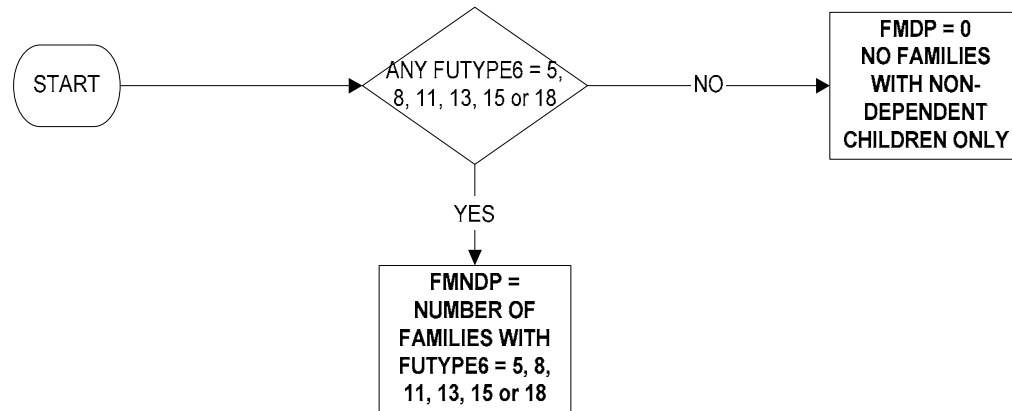 START
ANY FUTYPE6 = 5,
8, 11, 13, 15 or 18
NO
FMDP = 0
NO FAMILIES
WITH NON-
DEPENDENT
CHILDREN ONLY
YES
FMNDP =
NUMBER OF
FAMILIES WITH
FUTYPE6 = 5, 8,
11, 13, 15 or 18